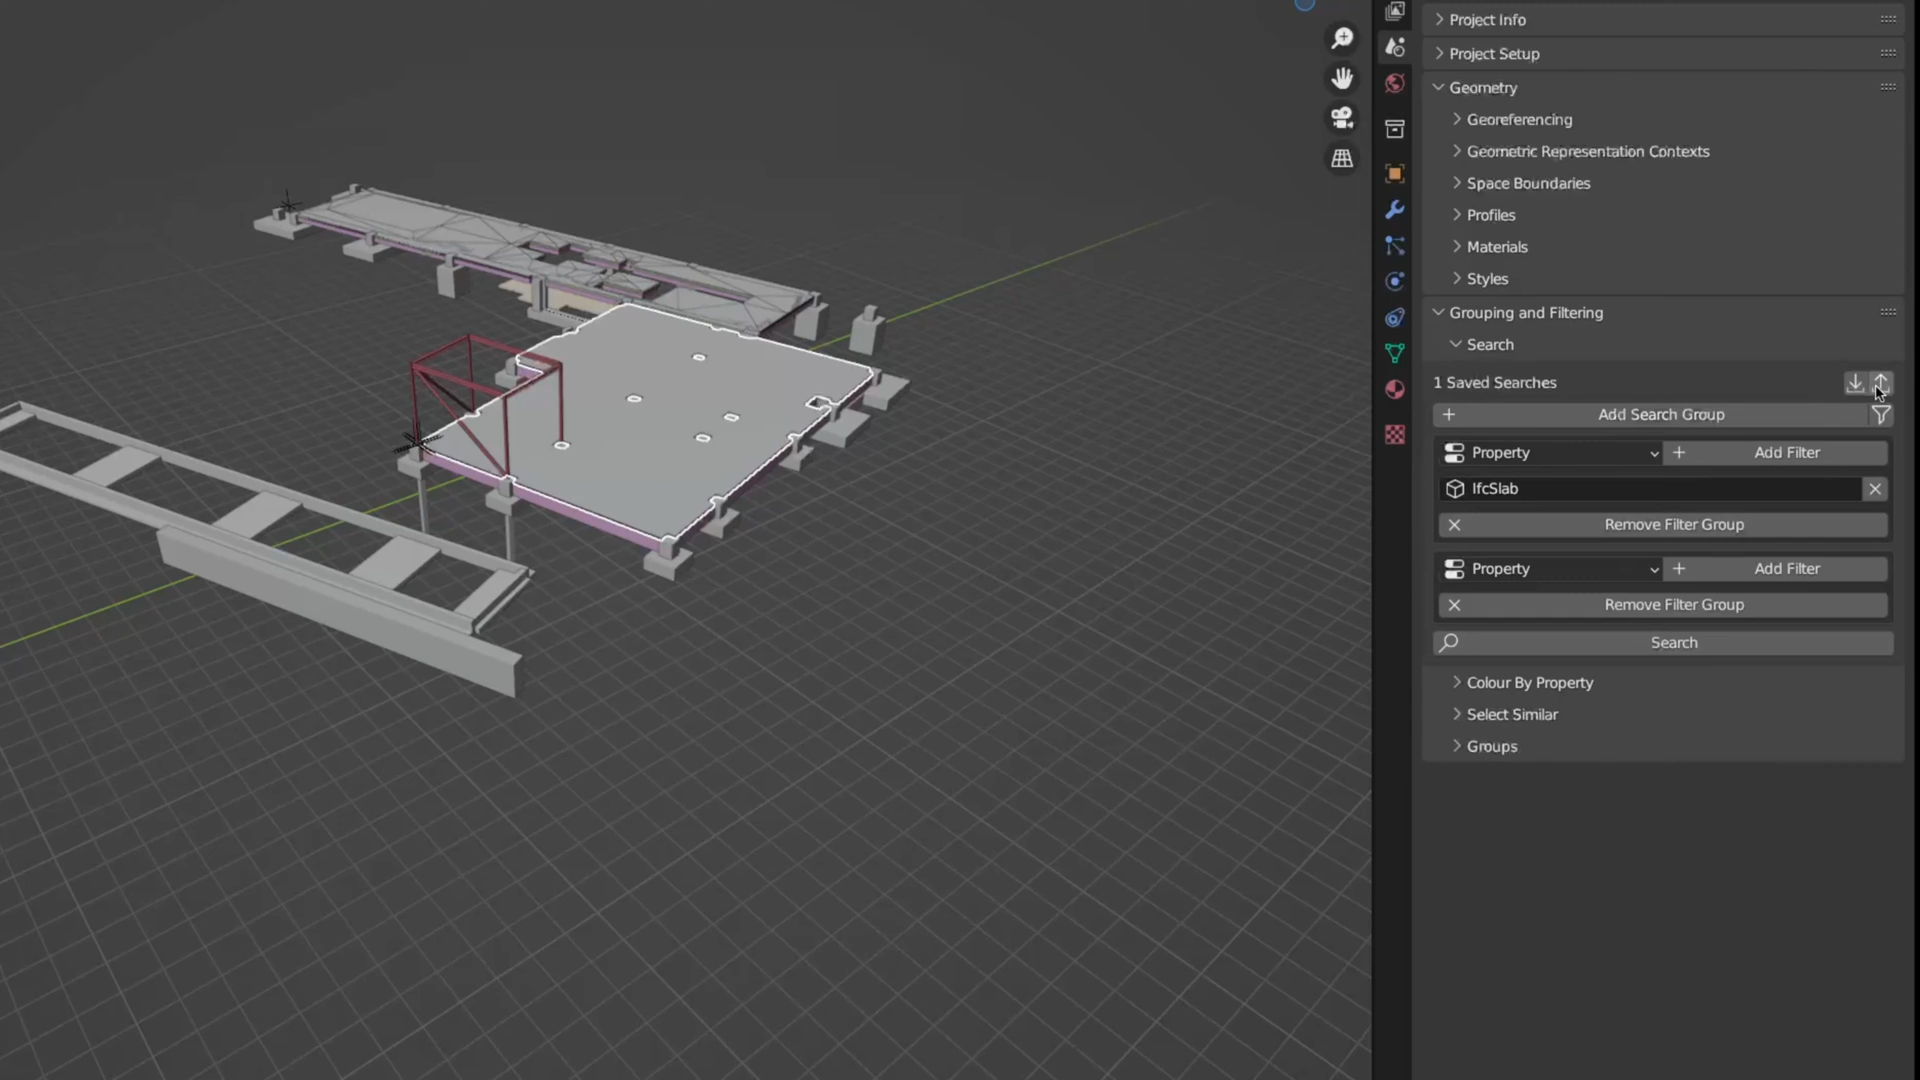 Project Info
Project Setup
Geometry
Georeferencing
Geometric Representation Contexts
Space Boundaries
Profiles
Materials
Styles
Grouping and Filtering
Search
1 Saved Searches
Add Search Group
Property Add Filter
IfcSlab
Remove Filter Group
Property Add Filter
Remove Filter Group
Search
Colour By Property
Select Similar
Groups